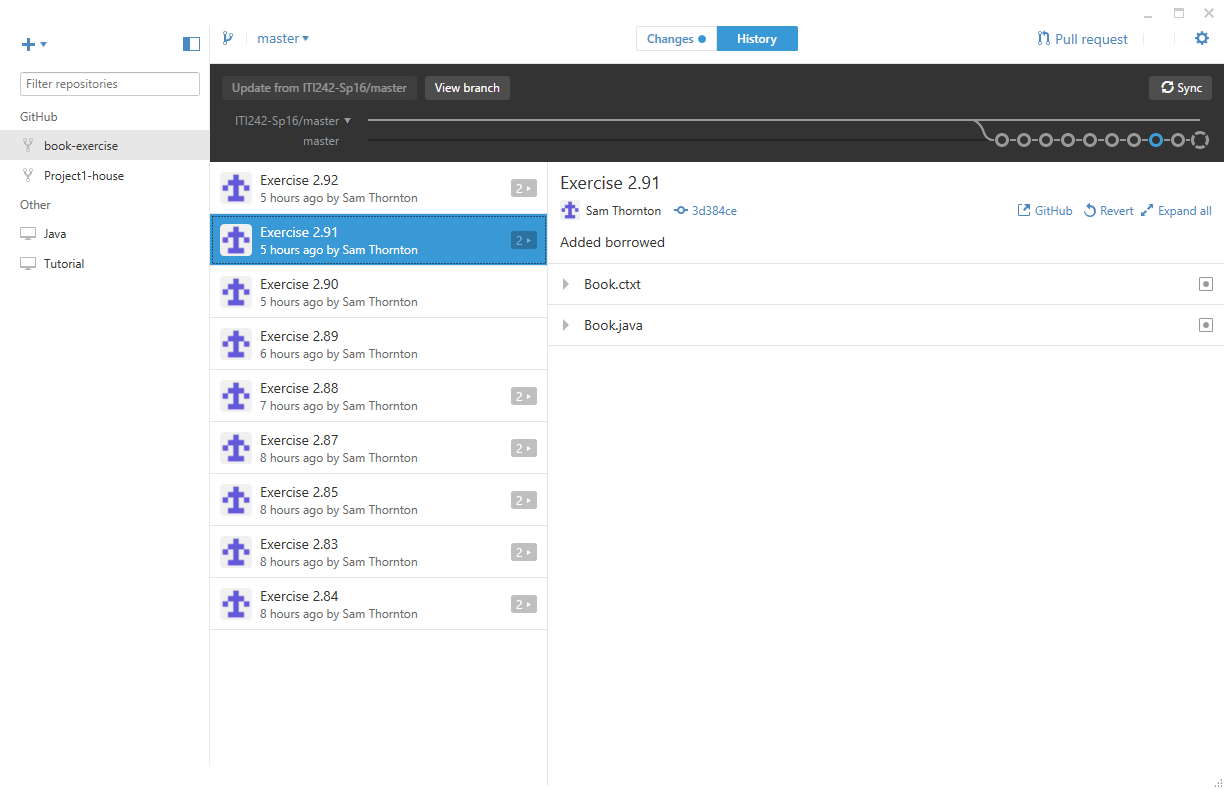 master
Changes
History
Pull request
Filter repositories
GitHub
book-exercise
Project1-house
Other
Java
Tutorial
Update from ITI242-Sp16/master
View branch
Sync
ITI242-Sp16/master
master
Exercise 2.92
5 hours ago by Sam Thornton
2
Exercise 2.91
5 hours ago by Sam Thornton
2
Exercise 2.90
5 hours ago by Sam Thornton
Exercise 2.89
6 hours ago by Sam Thornton
Exercise 2.88
7 hours ago by Sam Thornton
2
Exercise 2.87
8 hours ago by Sam Thornton
2
Exercise 2.85
8 hours ago by Sam Thornton
2
Exercise 2.83
8 hours ago by Sam Thornton
2
Exercise 2.84
8 hours ago by Sam Thornton
2
Exercise 2.91
Sam Thornton 3d384ce
GitHub Revert Expand all
Added borrowed
Book.ctxt
Book.java